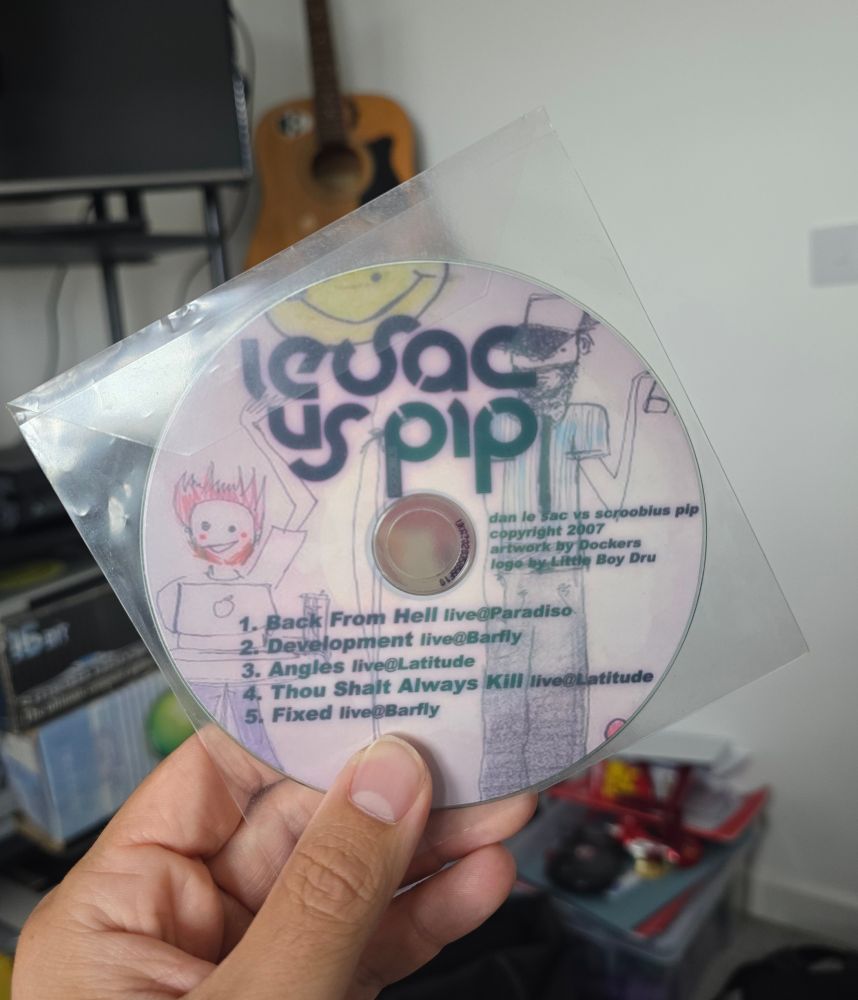 le sac
vs pip
dan le sac vs scroobius pip
copyright 2007
artwork by Dockers
logo by Little Boy Dru
1. Back From Hell live@Paradiso
2. Development live@Barfly
3. Angles live@Latitude
4. Thou Shalt Always Kill live@Latitude
5. Fixed live@Barfly